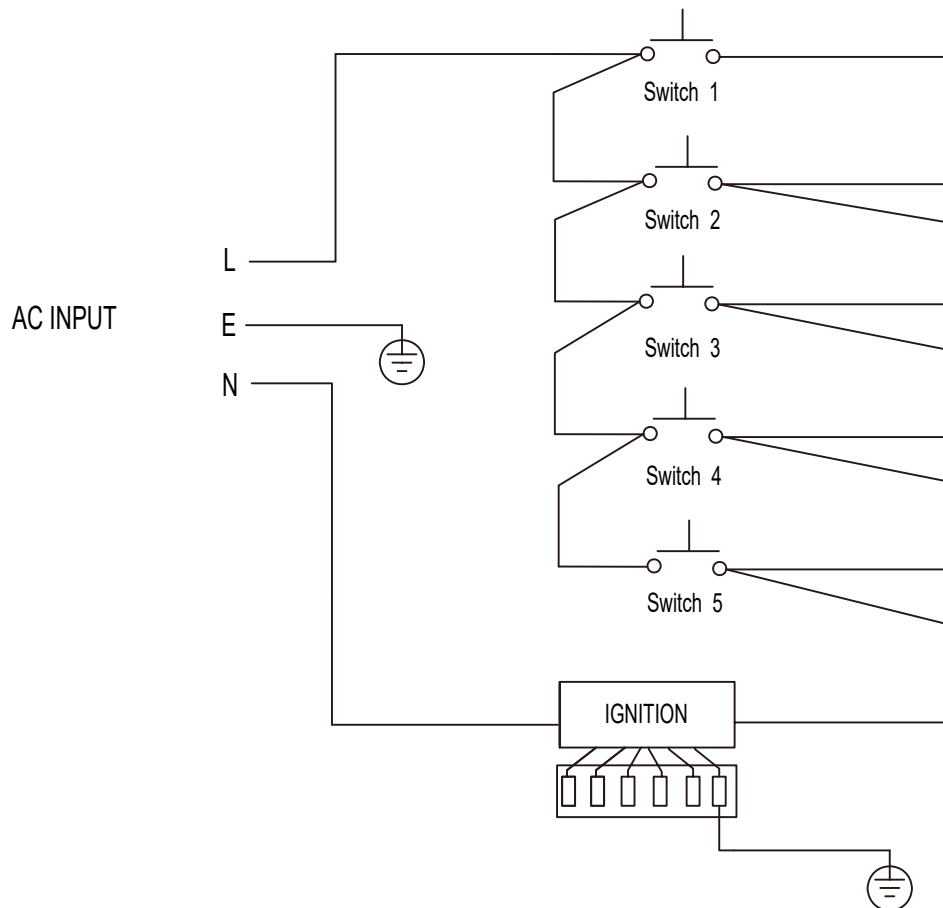 Switch 1
Switch 2
L
AC INPUT
E
Switch 3
N
Switch 4
Switch 5
IGNITION